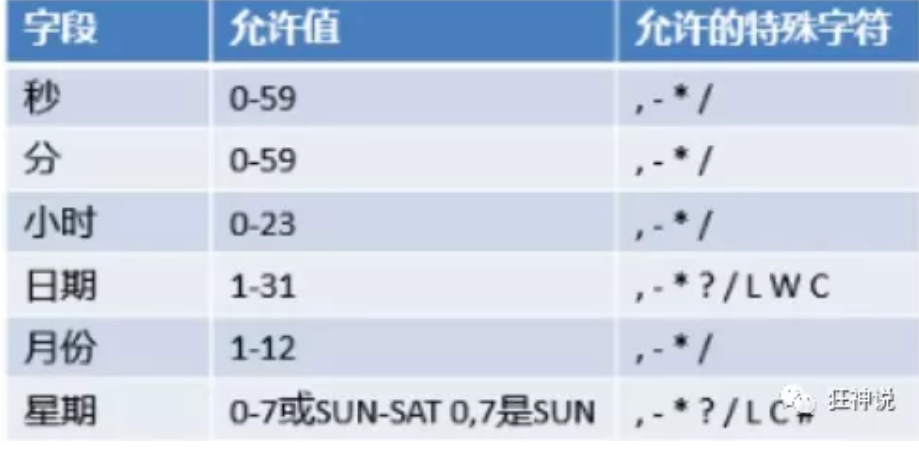 字段 允许值 允许的特殊字符
秒 0-59 , - * /
分 0-59 , - * /
小时 0-23 , - * /
日期 1-31 , - * ? / L W C
月份 1-12 , - * /
星期 0-7或SUN-SAT 0,7是SUN , - * ? / L C #
狂神说